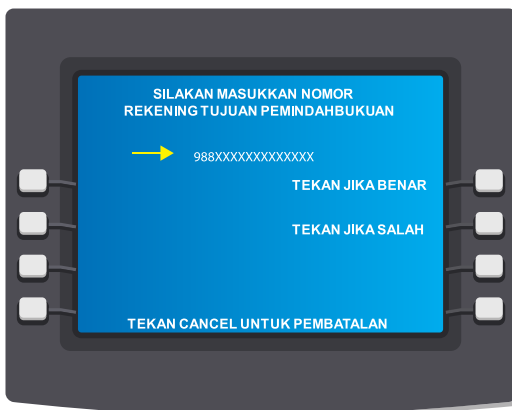 SILAKAN MASUKKAN NOMOR
REKENING TUJUAN PEMINDAHBUKUAN
988XXXXXXXXXXXXX
TEKAN JIKA BENAR
TEKAN JIKA SALAH
TEKAN CANCEL UNTUK PEMBATALAN